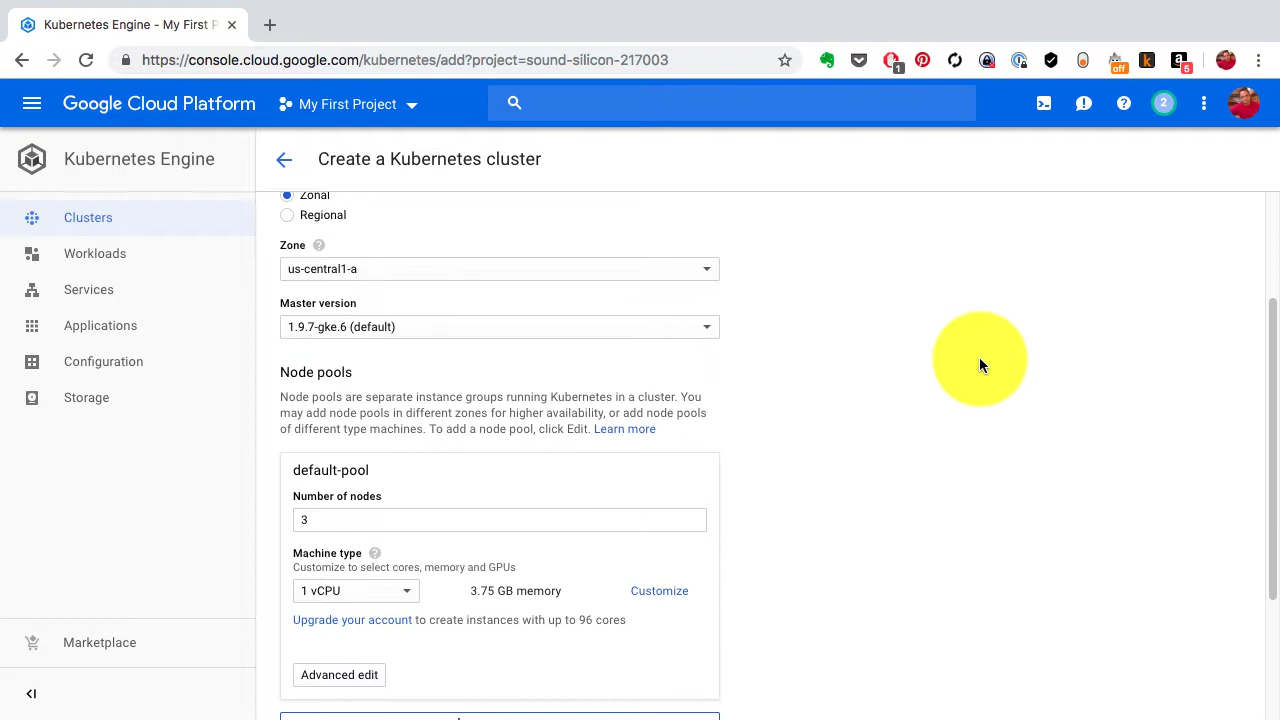 Kubernetes Engine - My First P
https://console.cloud.google.com/kubernetes/add?project=sound-silicon-217003
1
off
5
Google Cloud Platform
My First Project
2
Kubernetes Engine
Create a Kubernetes cluster
Clusters
Workloads
Services
Applications
Configuration
Storage
Marketplace
Zonal
Regional
Zone
us-central1-a
Master version
1.9.7-gke.6 (default)
Node pools
Node pools are separate instance groups running Kubernetes in a cluster. You
may add node pools in different zones for higher availability, or add node pools
of different type machines. To add a node pool, click Edit. Learn more
default-pool
Number of nodes
3
Machine type
Customize to select cores, memory and GPUs
1 vCPU 3.75 GB memory Customize
Upgrade your account to create instances with up to 96 cores
Advanced edit